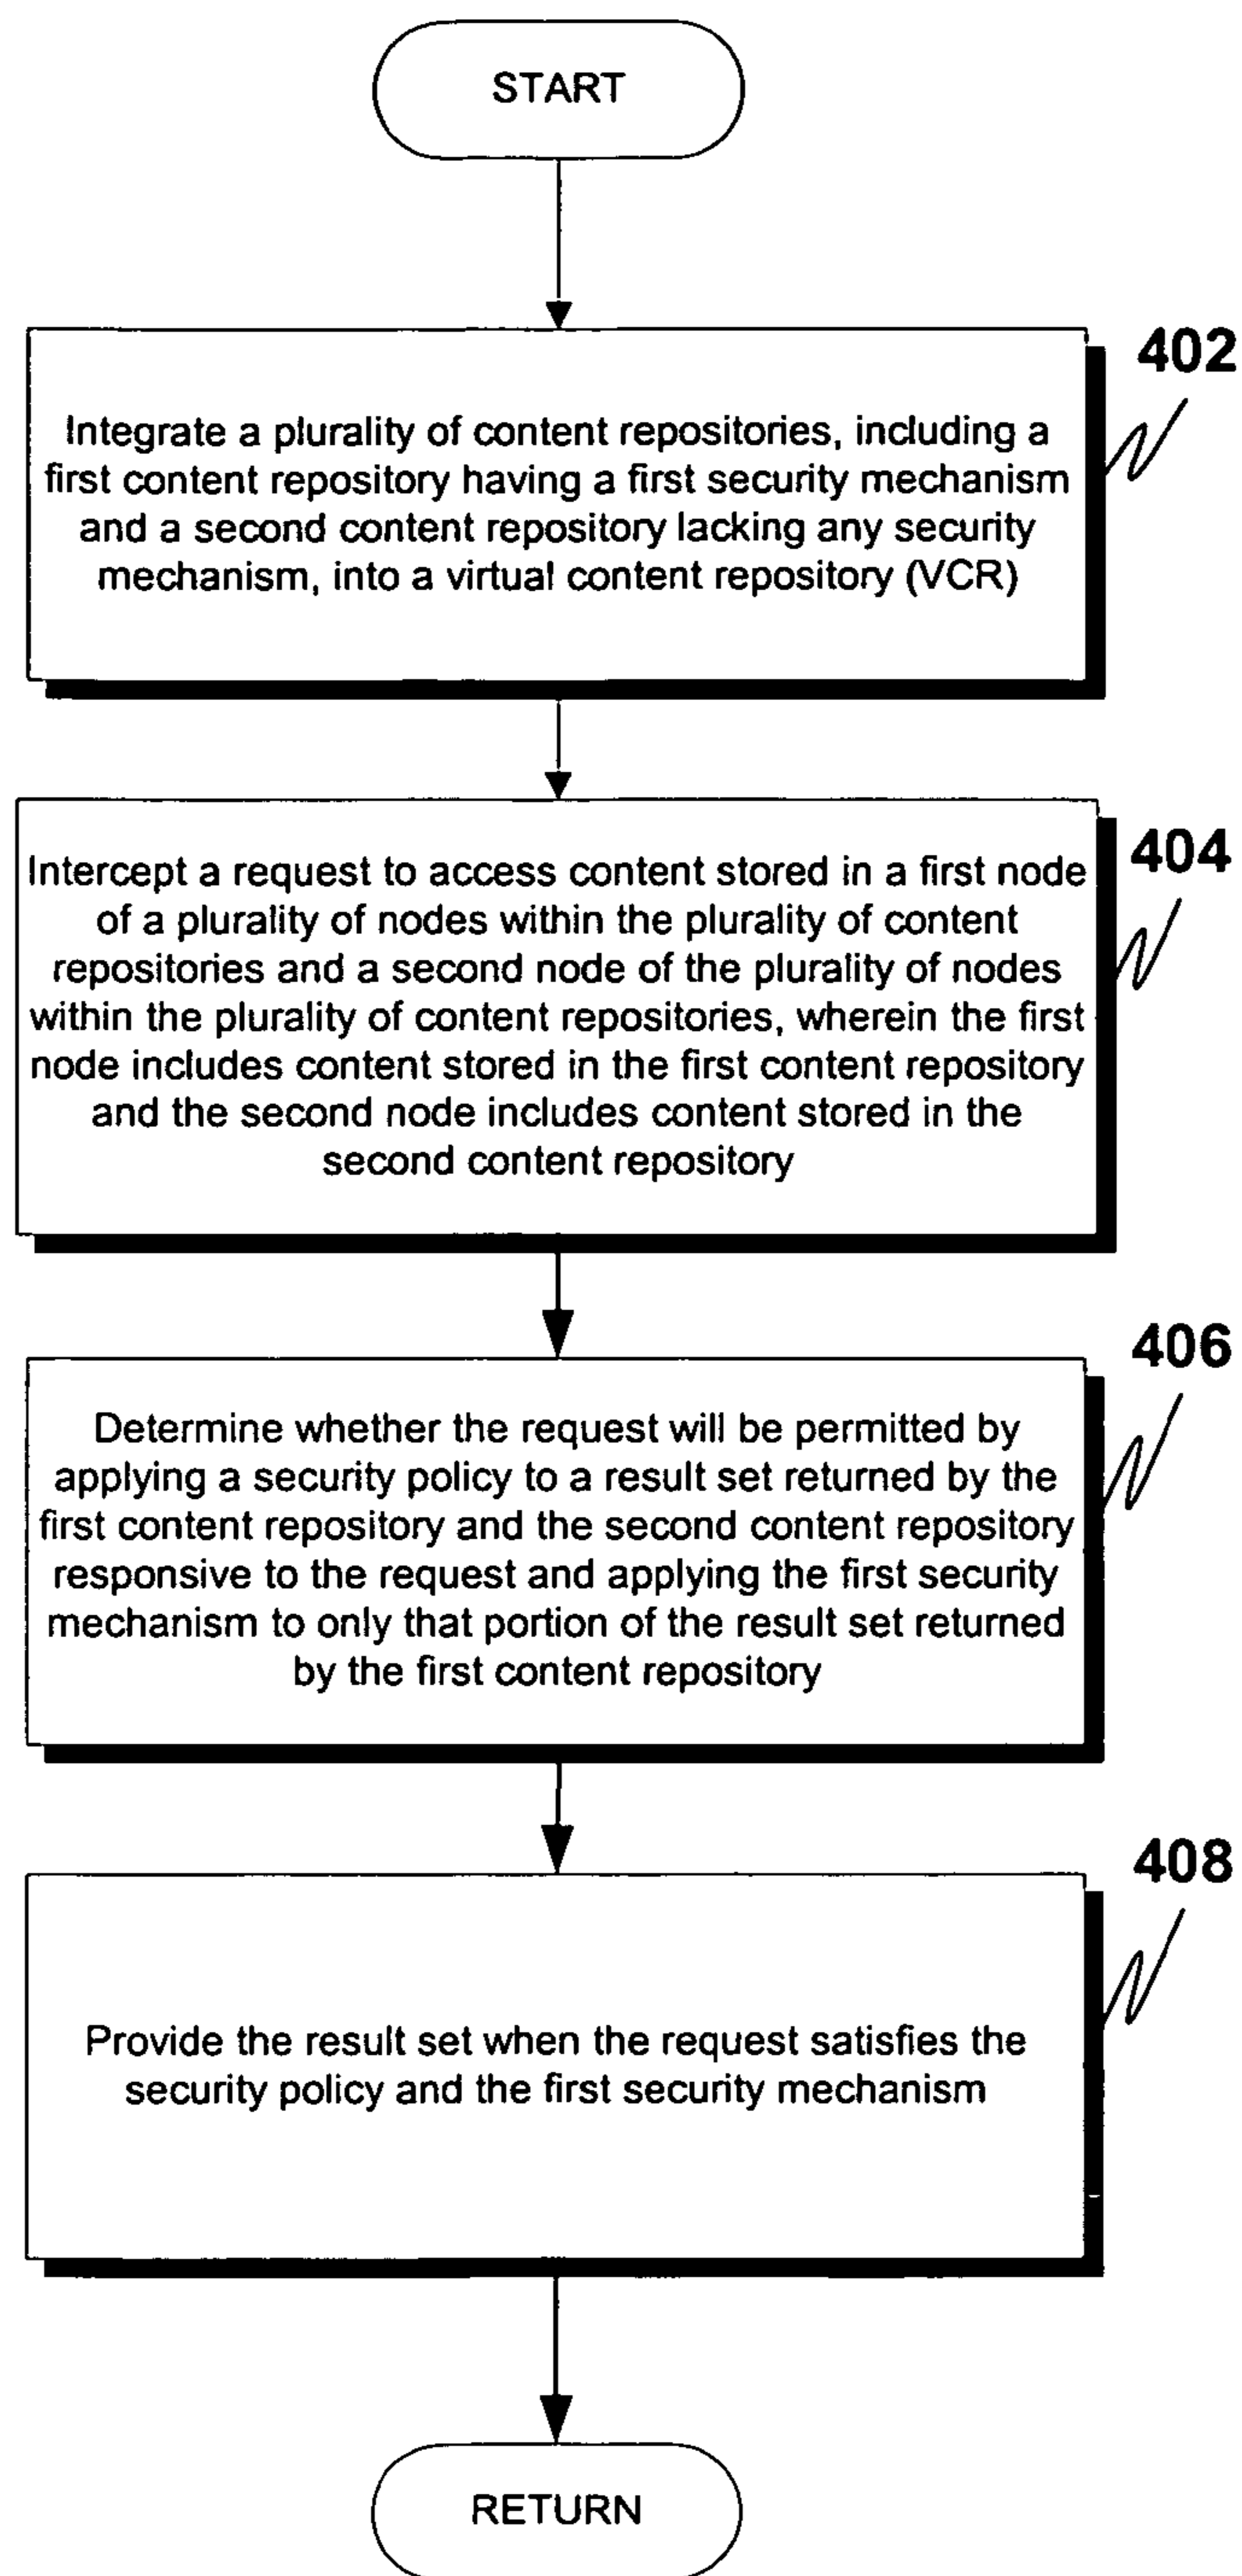 START
402
Integrate a plurality of content repositories, including a
first content repository having a first security mechanism
and a second content repository lacking any security
mechanism, into a virtual content repository (VCR)
404
Intercept a request to access content stored in a first node
of a plurality of nodes within the plurality of content
repositories and a second node of the plurality of nodes
within the plurality of content repositories, wherein the first
node includes content stored in the first content repository
and the second node includes content stored in the
second content repository
406
Determine whether the request will be permitted by
applying a security policy to a result set returned by the
first content repository and the second content repository
responsive to the request and applying the first security
mechanism to only that portion of the result set returned
by the first content repository
408
Provide the result set when the request satisfies the
security policy and the first security mechanism
RETURN